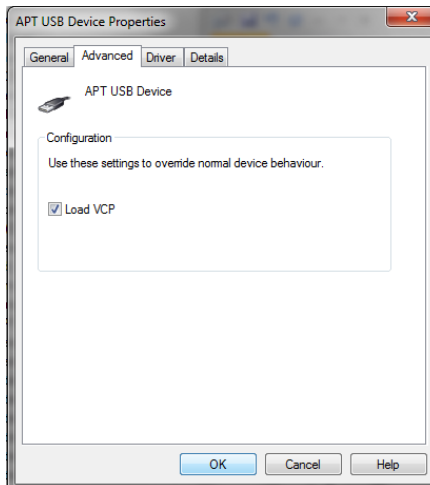 APT USB Device Properties
General Advanced Driver Details
APT USB Device
Configuration
Use these settings to override normal device behaviour.
Load VCP
OK Cancel Help